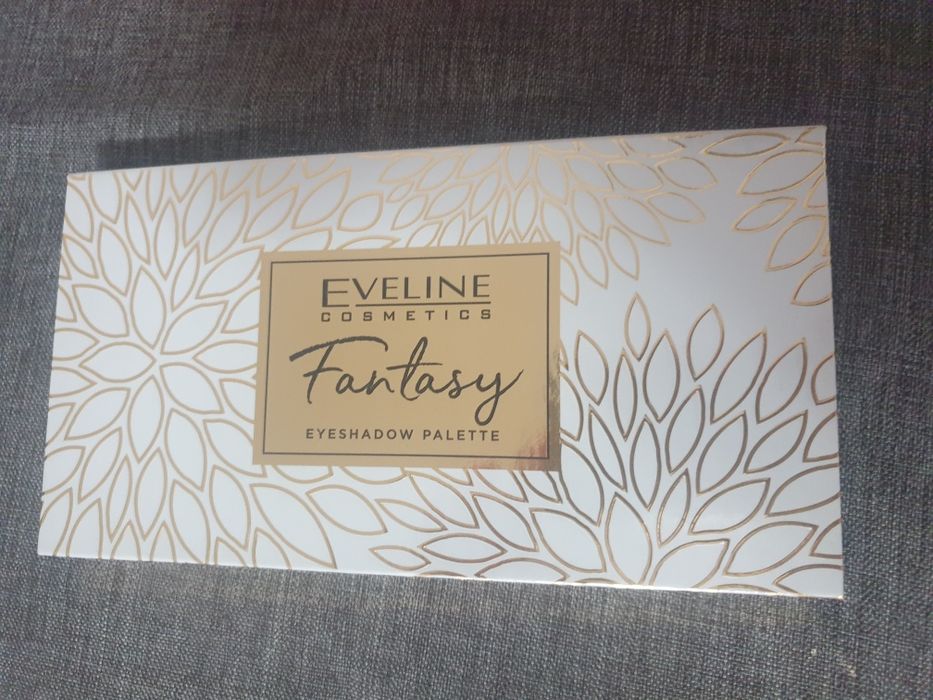 EVELINE
COSMETICS
Fantasy
EYESHADOW PALETTE